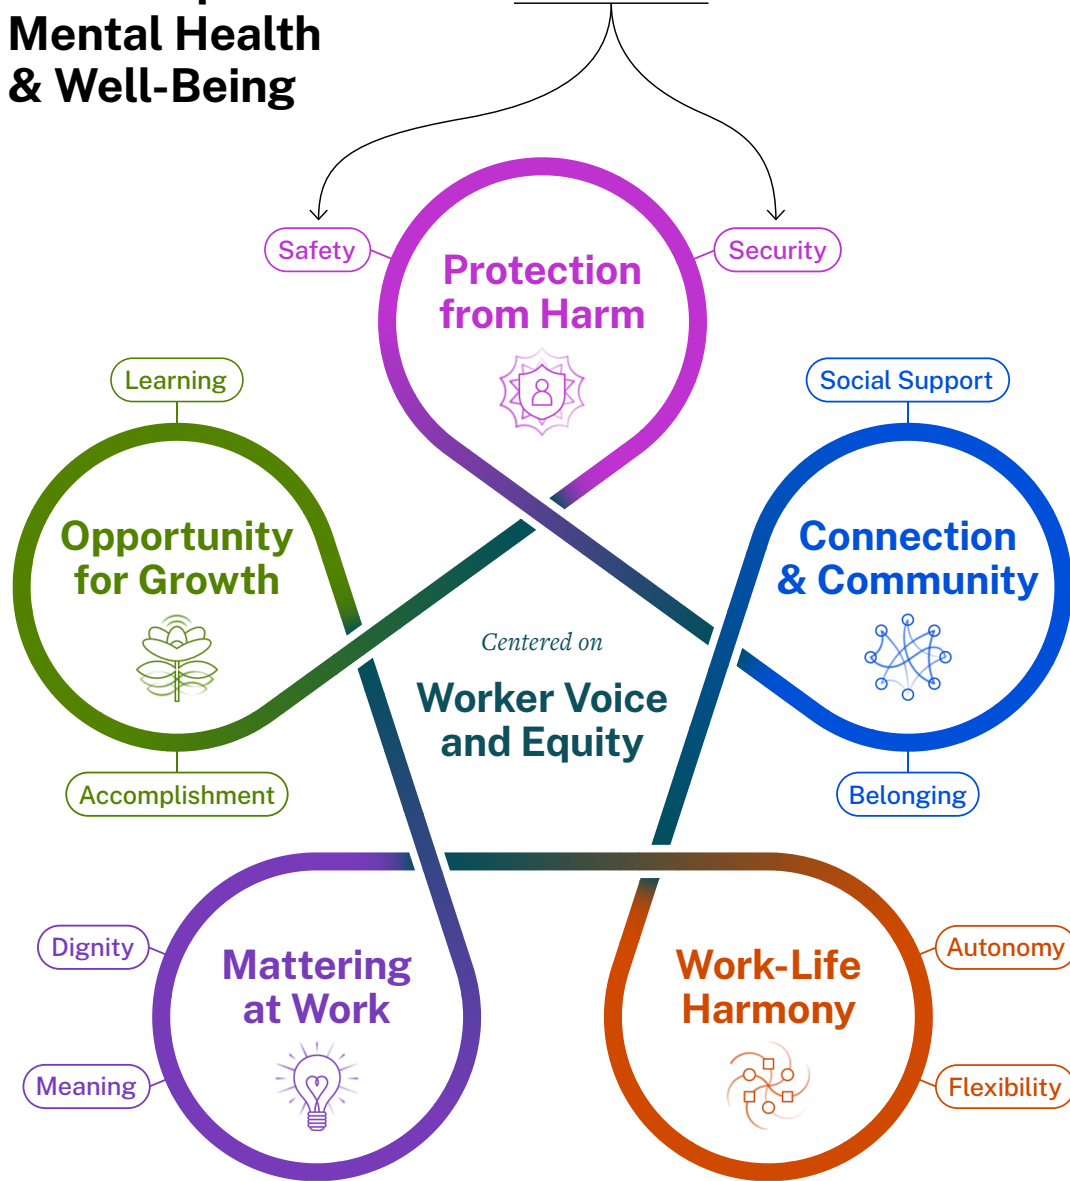 Mental Health
& Well-Being
Safety
Security
Protection
from Harm
Learning
Social Support
Opportunity
for Growth
Connection
& Community
Centered on
Worker Voice
and Equity
Accomplishment
Belonging
Dignity
Autonomy
Mattering
at Work
Work-Life
Harmony
Meaning
Flexibility